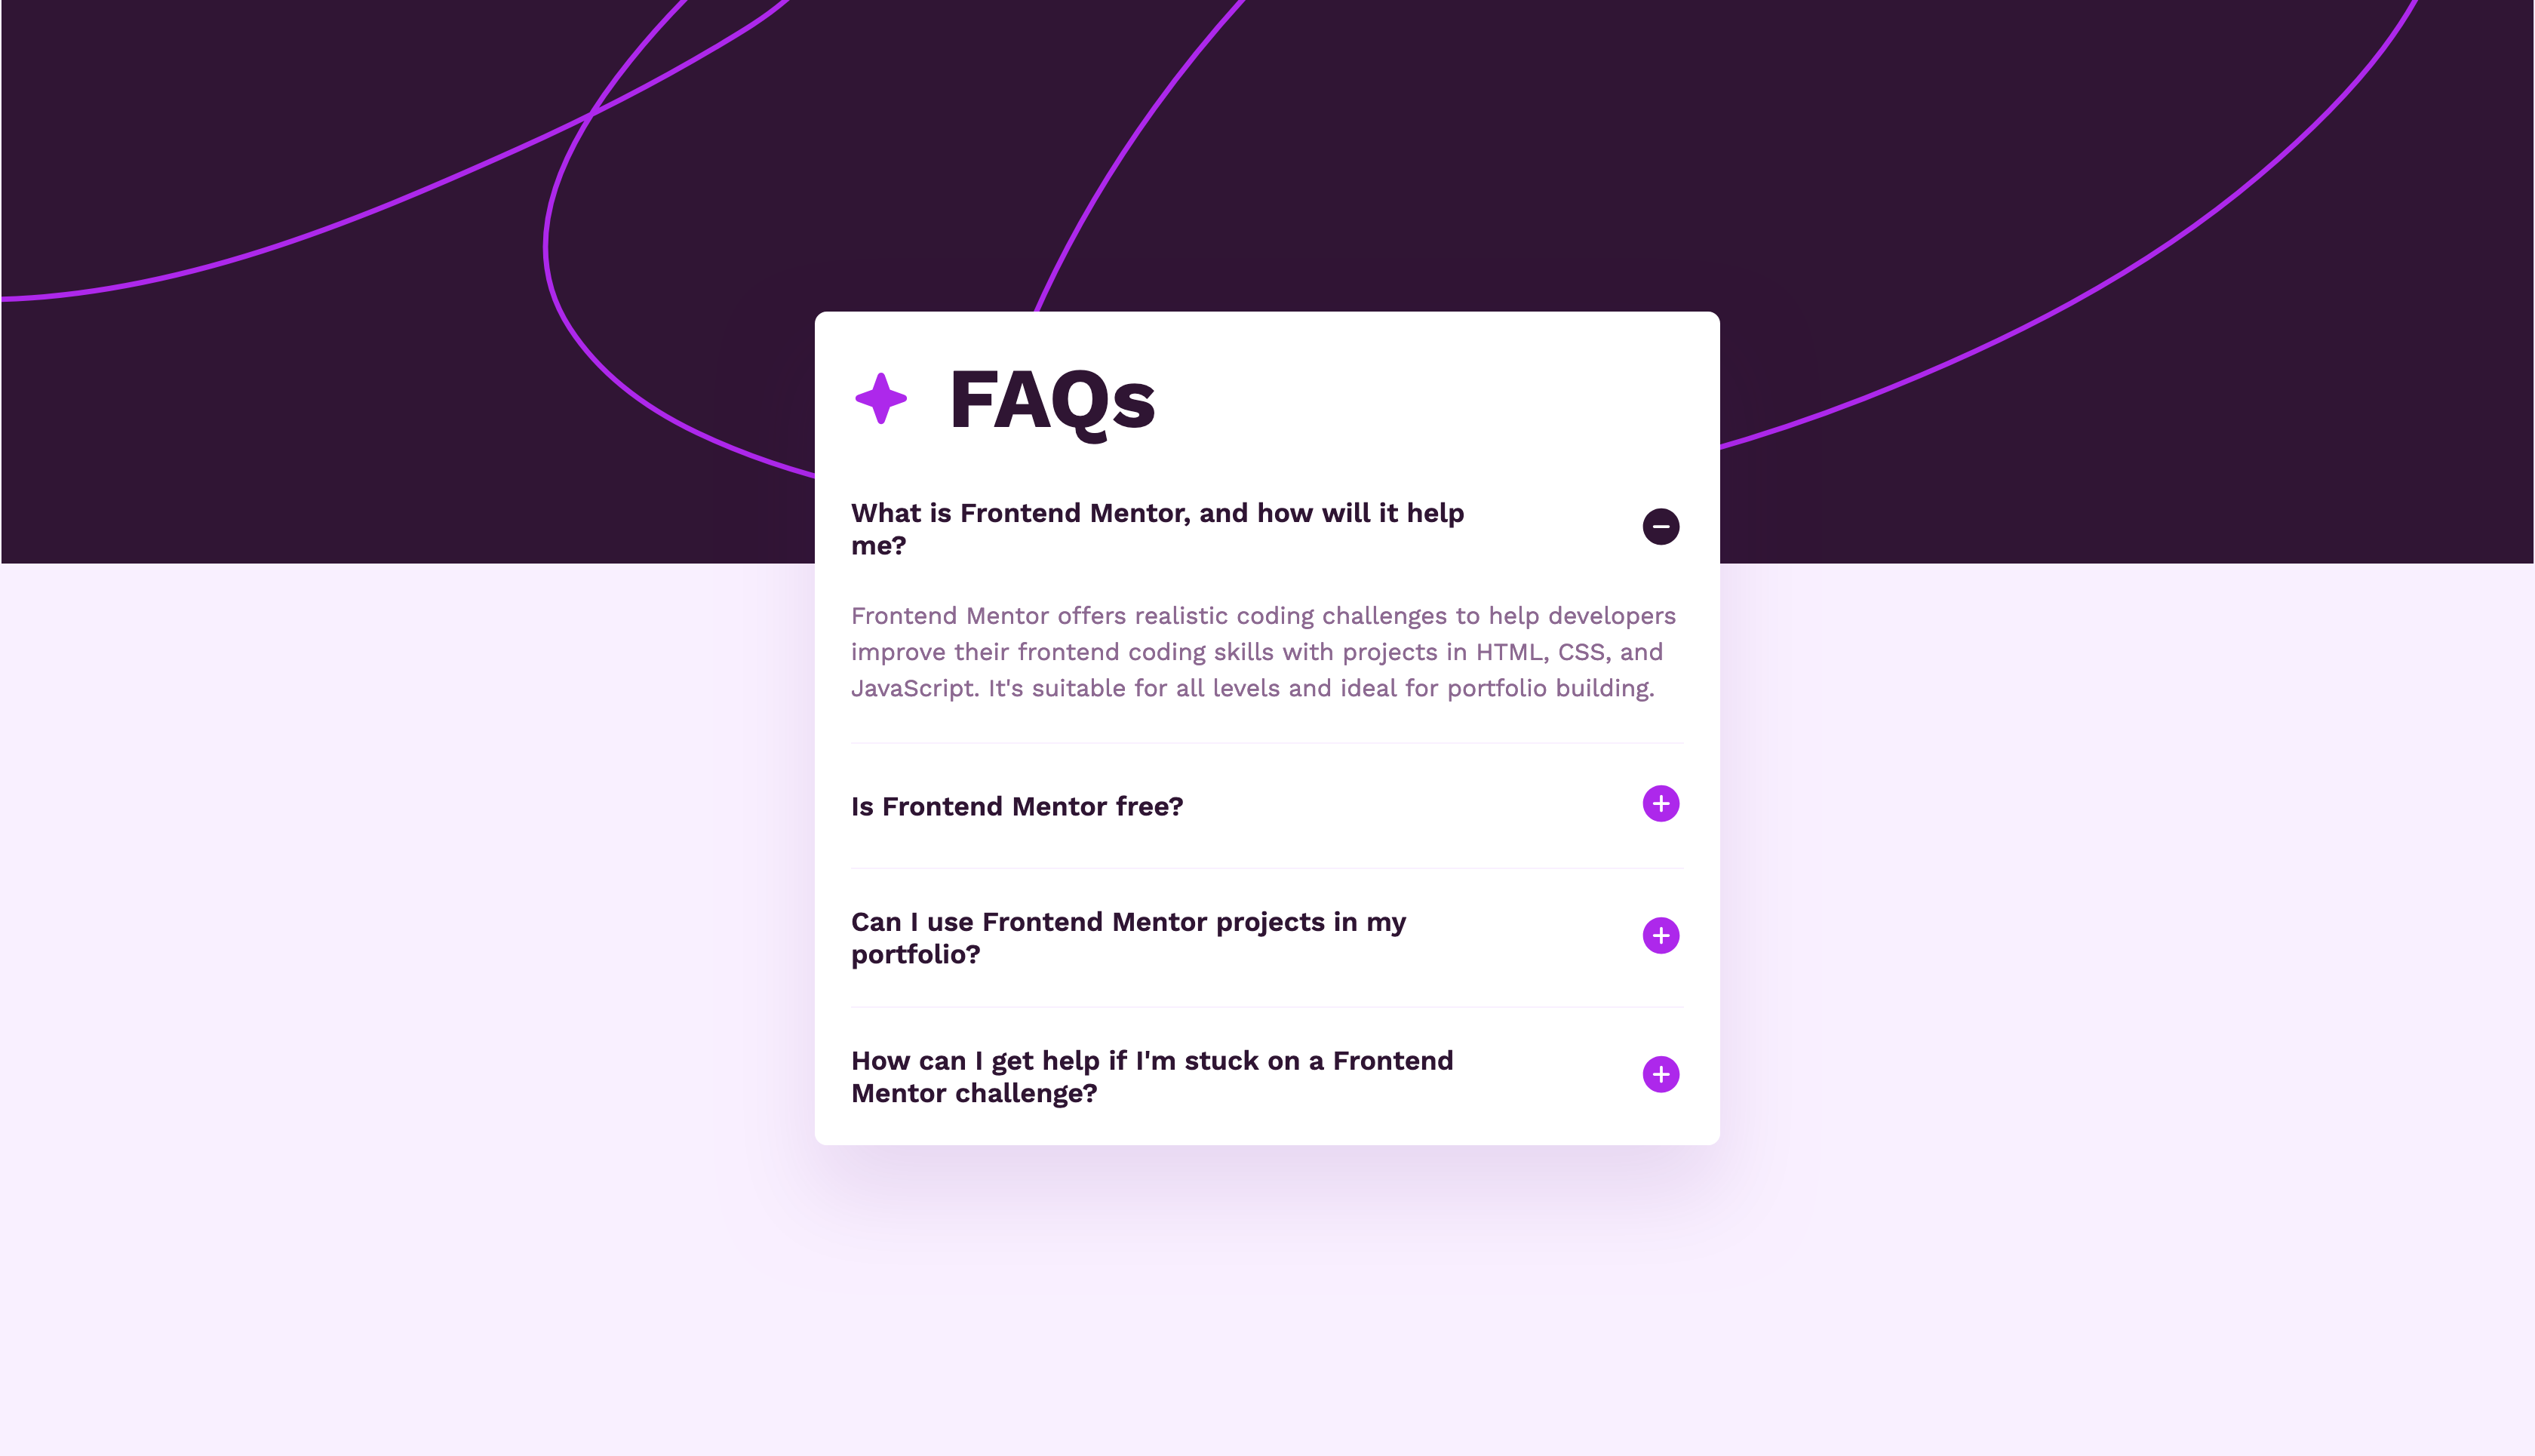 FAQs
What is Frontend Mentor, and how will it help
me?
Frontend Mentor offers realistic coding challenges to help developers
improve their frontend coding skills with projects in HTML, CSS, and
JavaScript. It's suitable for all levels and ideal for portfolio building.
Is Frontend Mentor free?
Can I use Frontend Mentor projects in my
portfolio?
How can I get help if I'm stuck on a Frontend
Mentor challenge?